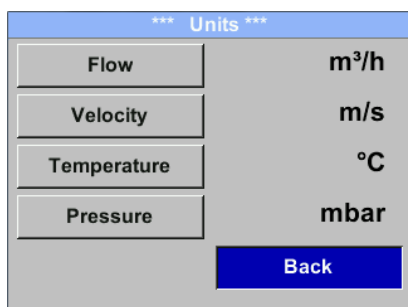 *** Units ***
Flow m³/h
Velocity m/s
Temperature °C
Pressure mbar
Back